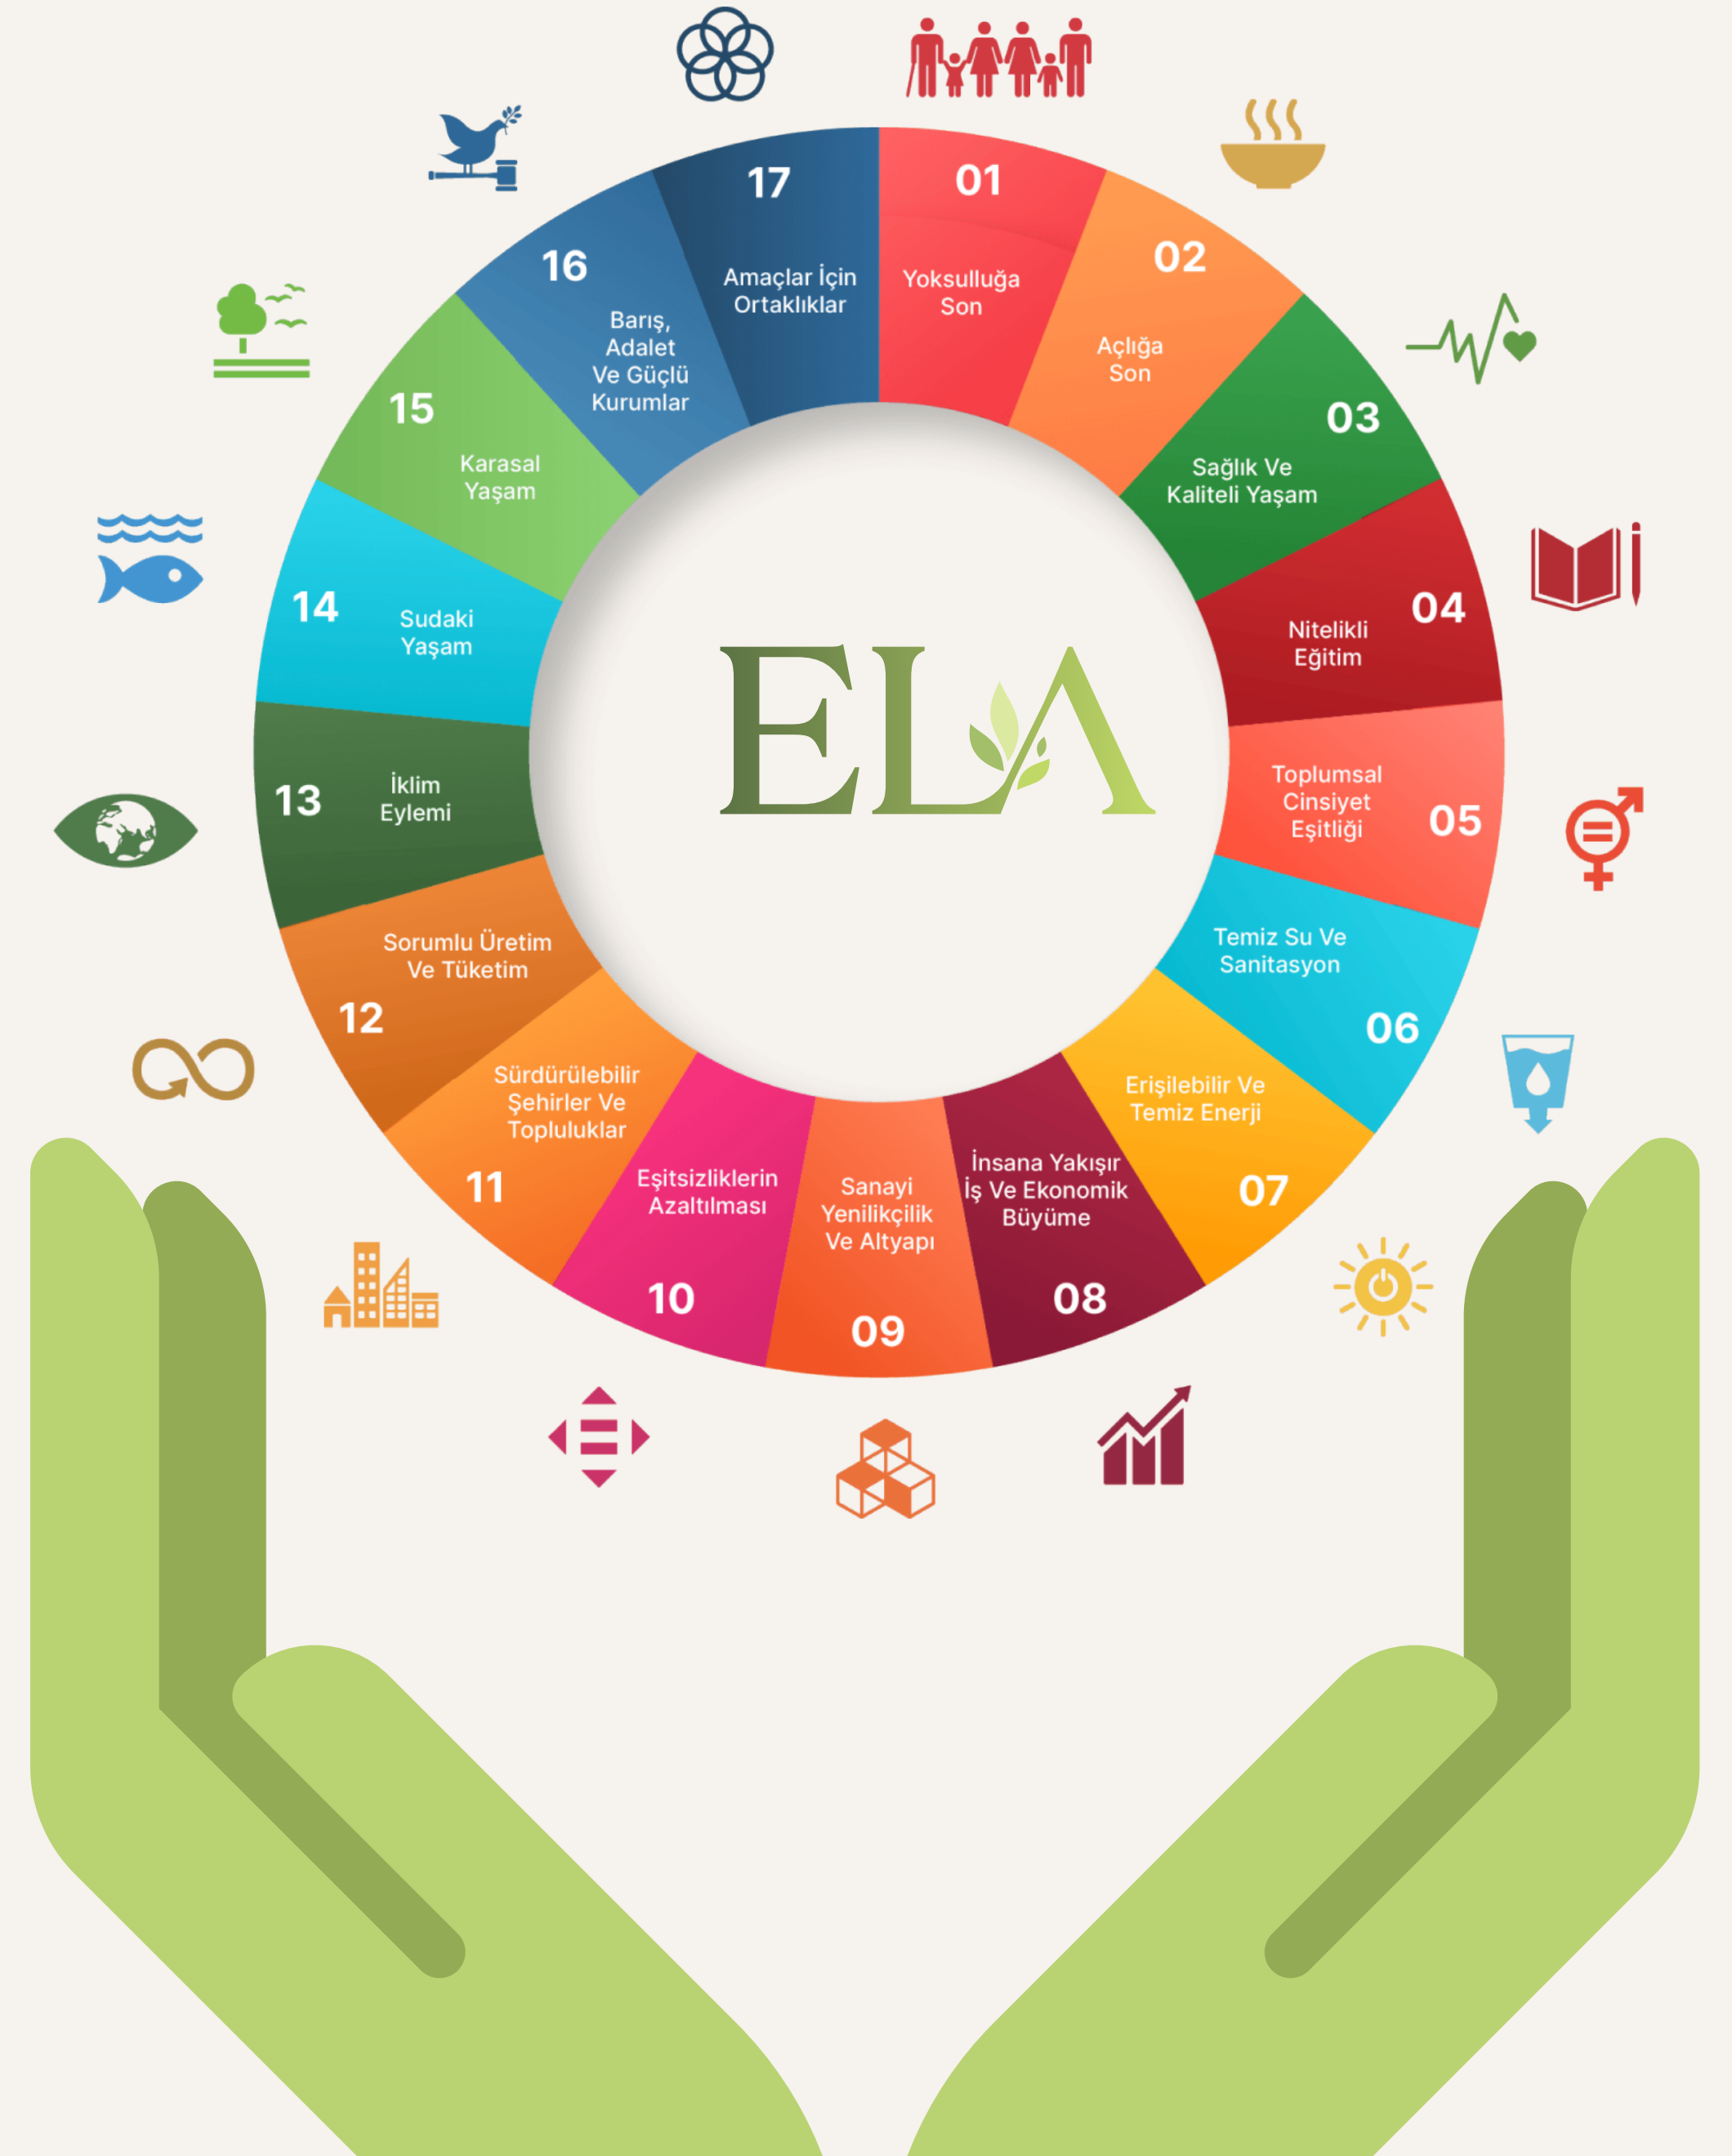 01
Yoksulluğa
Son
02
Açlığa
Son
03
Sağlık Ve
Kaliteli Yaşam
04
Nitelikli
Eğitim
05
Toplumsal
Cinsiyet
Eşitliği
06
Temiz Su Ve
Sanitasyon
07
Erişilebilir Ve
Temiz Enerji
08
İnsana Yakışır
İş Ve Ekonomik
Büyüme
09
Sanayi
Yenilikçilik
Ve Altyapı
10
Eşitsizliklerin
Azaltılması
11
Sürdürülebilir
Şehirler Ve
Topluluklar
12
Sorumlu Üretim
Ve Tüketim
13
İklim
Eylemi
14
Sudaki
Yaşam
15
Karasal
Yaşam
16
Barış,
Adalet
Ve Güçlü
Kurumlar
17
Amaçlar İçin
Ortaklıklar
ELA